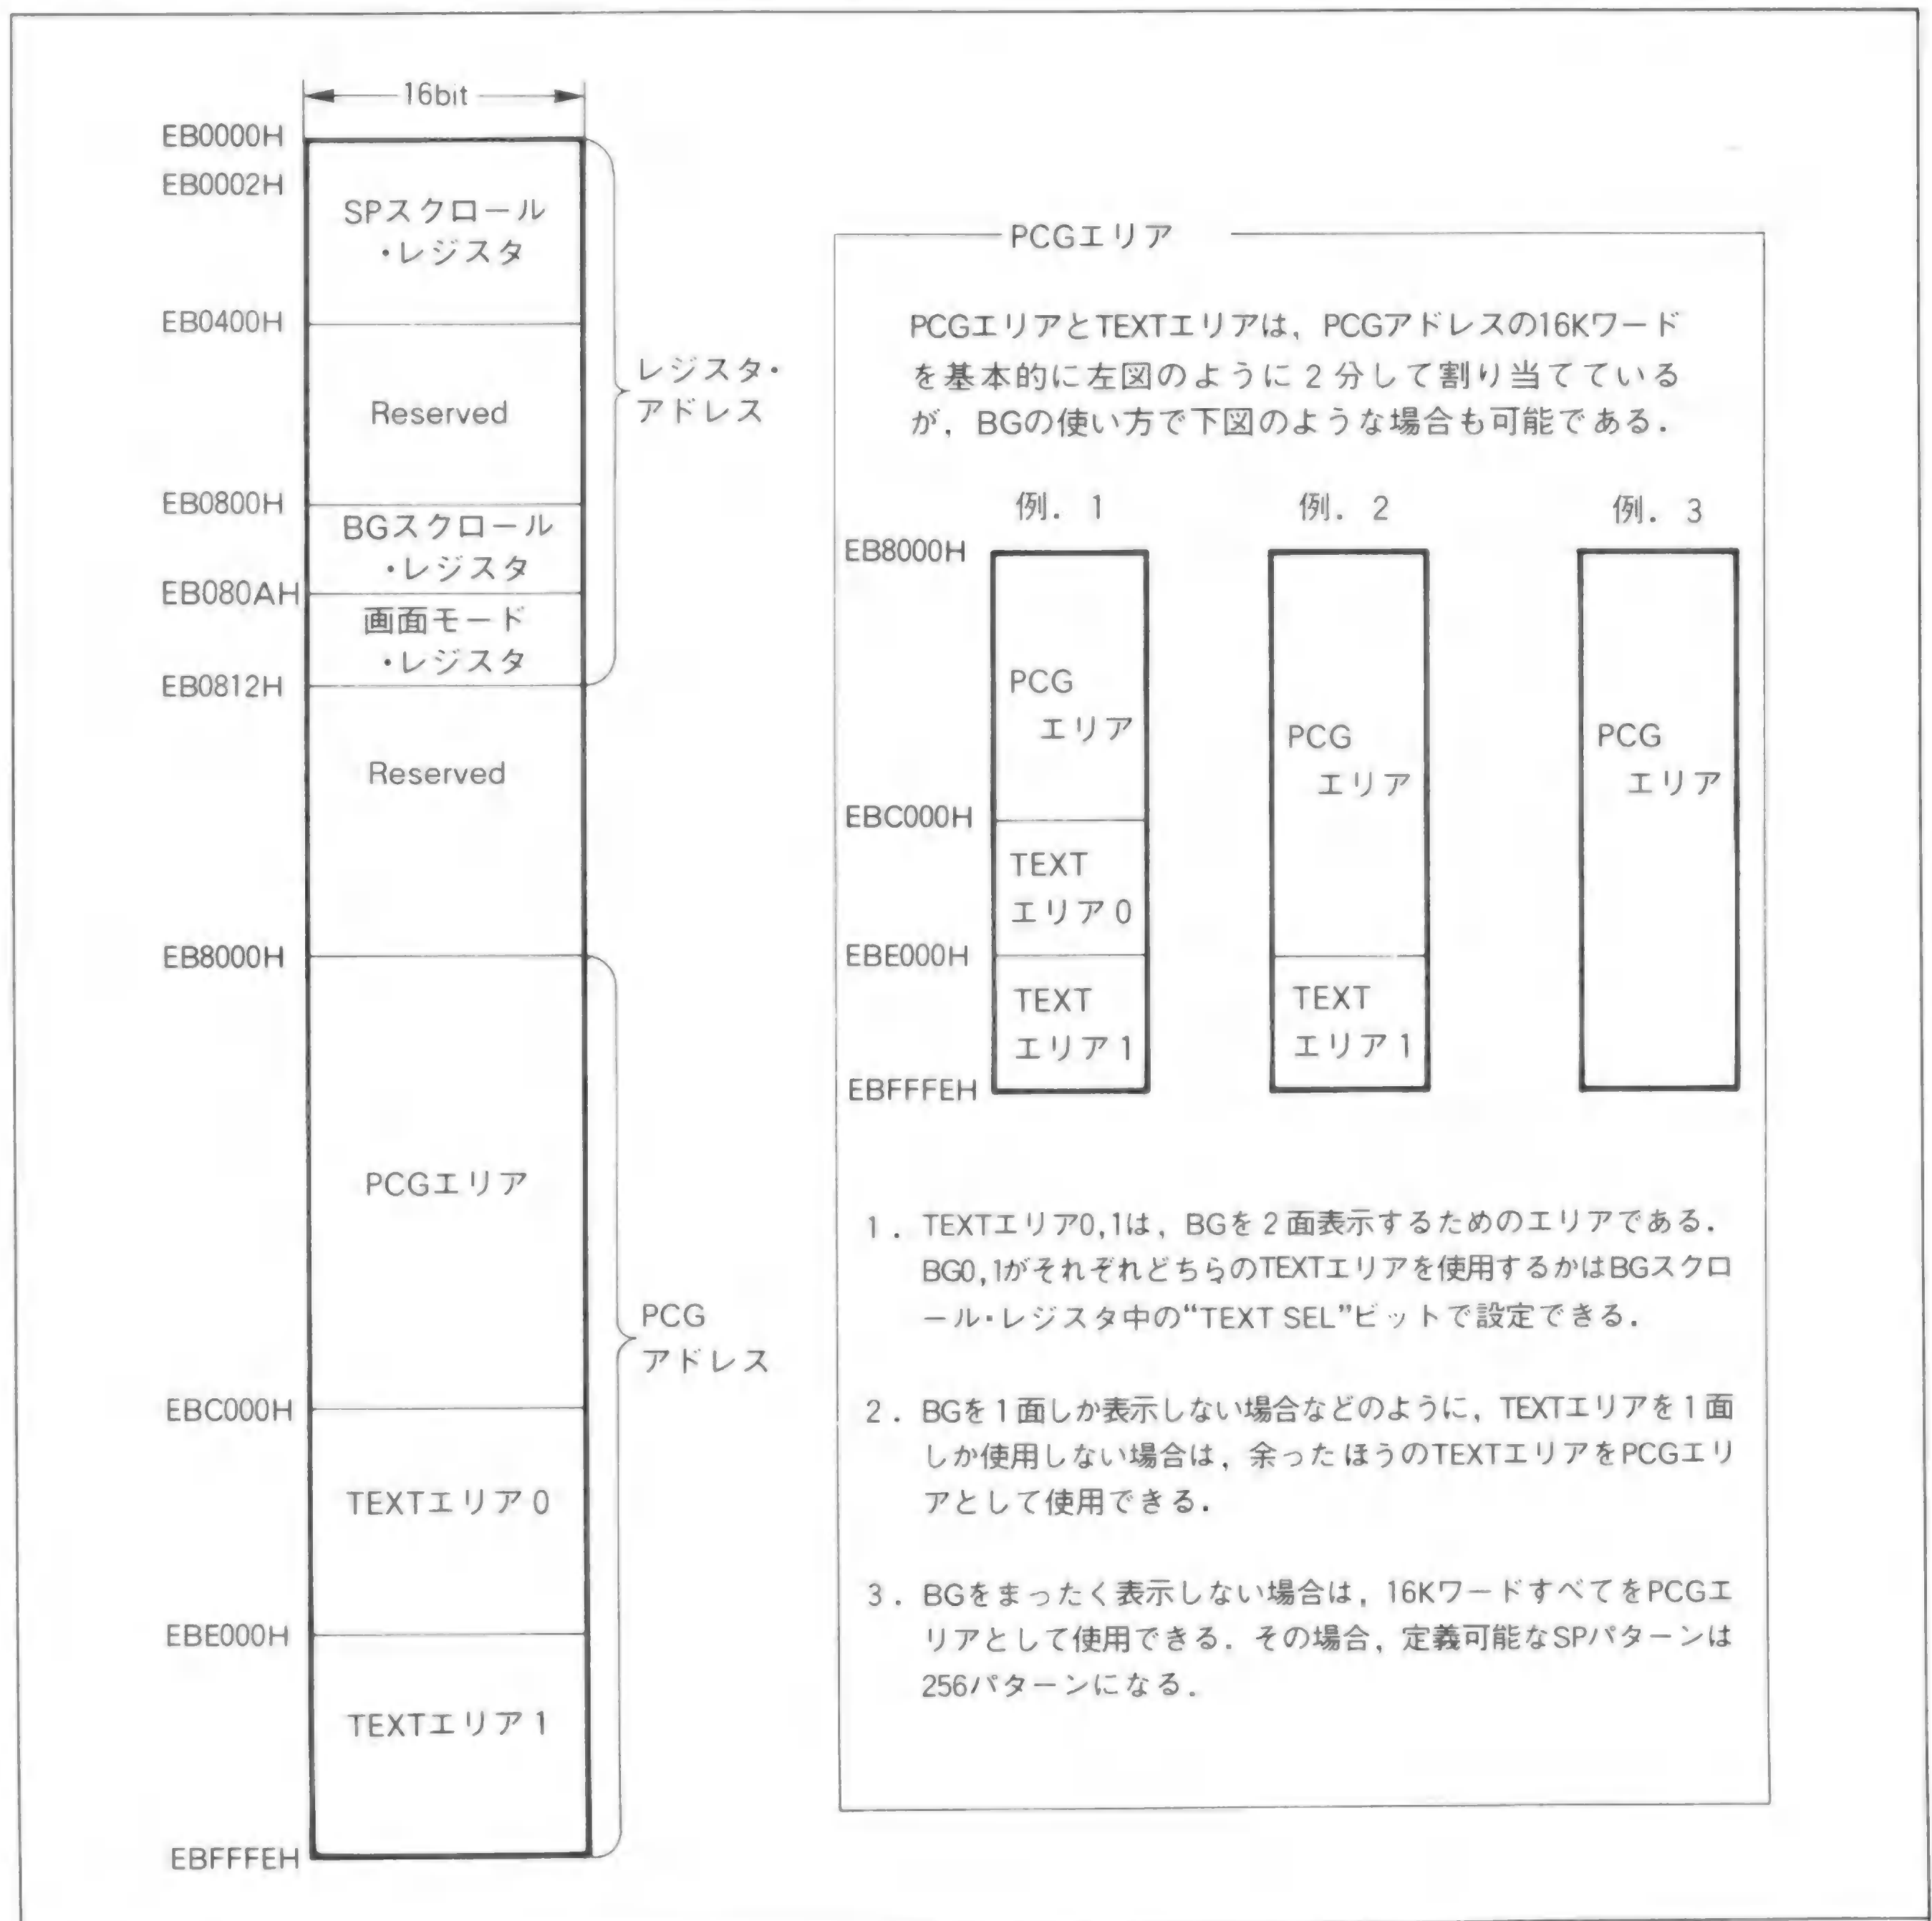 16bit
EB0000H
EB0002H
SPスクロール
・レジスタ
EB0400H
Reserved
レジスタ・
アドレス
EB0800H
BGスクロール
・レジスタ
EB080AH
画面モード
・レジスタ
EB0812H
Reserved
EB8000H
PCGエリア
PCG
アドレス
EBC000H
TEXTエリア0
EBE000H
TEXTエリア1
EBFFFEH
PCGエリア
PCGエリアとTEXTエリアは，PCGアドレスの16Kワード
を基本的に左図のように2分して割り当てている
が，BGの使い方で下図のような場合も可能である．
例．1
例．2
例．3
EB8000H
PCG
エリア
PCG
エリア
PCG
エリア
EBC000H
TEXT
エリア0
EBE000H
TEXT
エリア1
TEXT
エリア1
EBFFFEH
1．TEXTエリア0,1は，BGを2面表示するためのエリアである．
BG0,1がそれぞれどちらのTEXTエリアを使用するかはBGスクロ
ール・レジスタ中の“TEXT SEL”ビットで設定できる．
2．BGを1面しか表示しない場合などのように，TEXTエリアを1面
しか使用しない場合は，余ったほうのTEXTエリアをPCGエリ
アとして使用できる．
3．BGをまったく表示しない場合は，16KワードすべてをPCGエ
リアとして使用できる．その場合，定義可能なSPパターンは
256パターンになる．